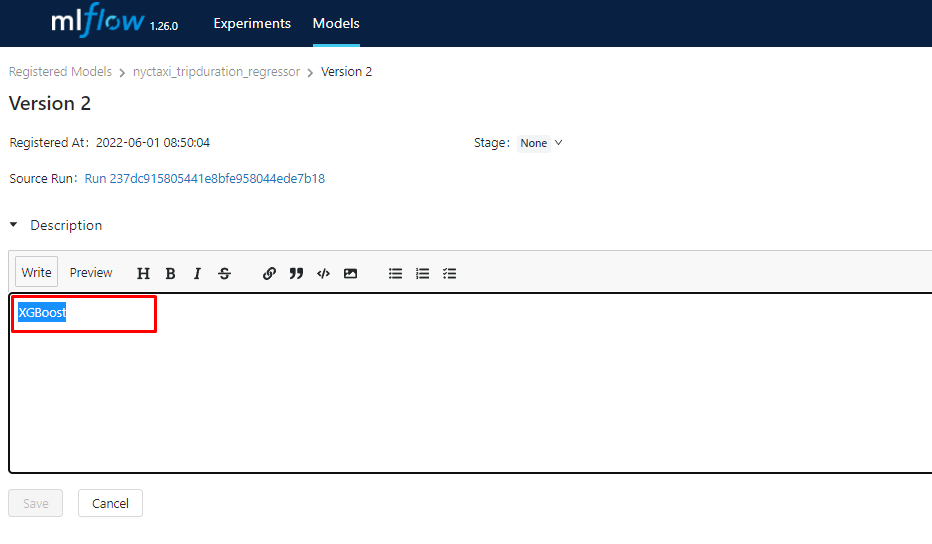 mlflow 1.26.0 Experiments Models
Registered Models > nyctaxi_tripduration_regressor > Version 2
Version 2
Registered At: 2022-06-01 08:50:04 Stage: None
Source Run: Run 237dc915805441e8bfe958044ede7b18
Description
Write Preview H B I S
XGBoost
Save Cancel